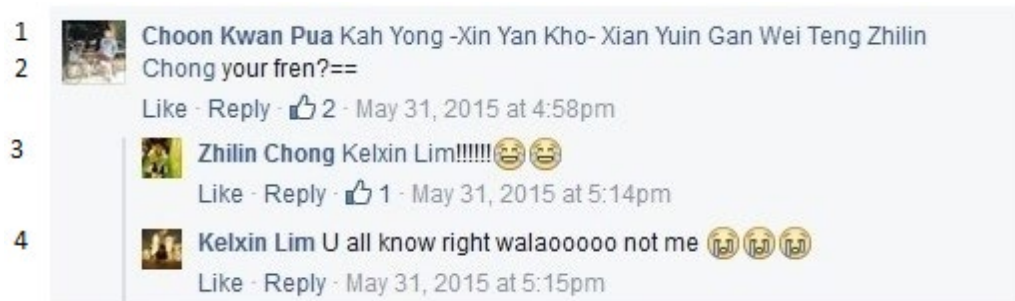 1 Choon Kwan Pua Kah Yong -Xin Yan Kho- Xian Yuin Gan Wei Teng Zhilin
2 Chong your fren?==
Like · Reply · 2 · May 31, 2015 at 4:58pm
3 Zhilin Chong Kelxin Lim!!!!!!😄😄
Like · Reply · 1 · May 31, 2015 at 5:14pm
4 Kelxin Lim U all know right walaooooo not me 😭😭😭
Like · Reply · May 31, 2015 at 5:15pm